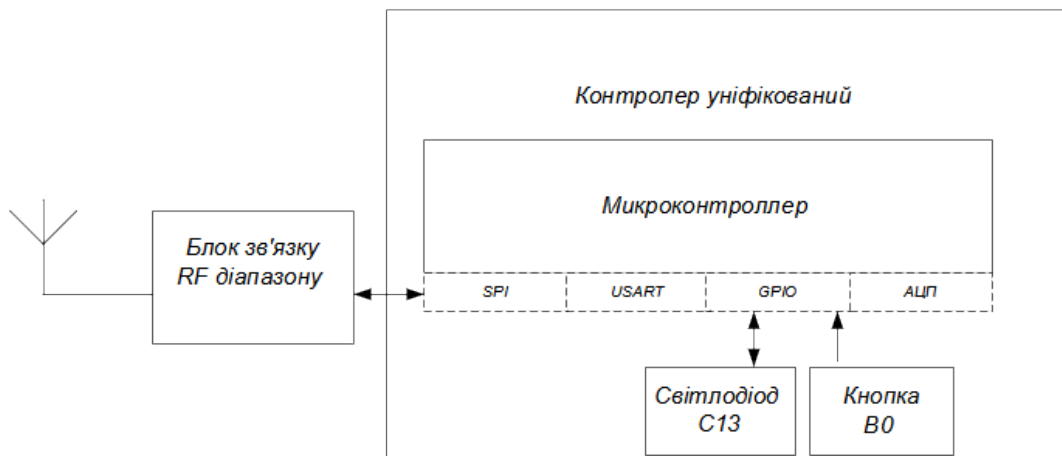 Контролер уніфікований
Микроконтроллер
Блок зв'язку
RF діапазону
SPI
USART
GPIO
АЦП
Світлодіод
C13
Кнопка
B0